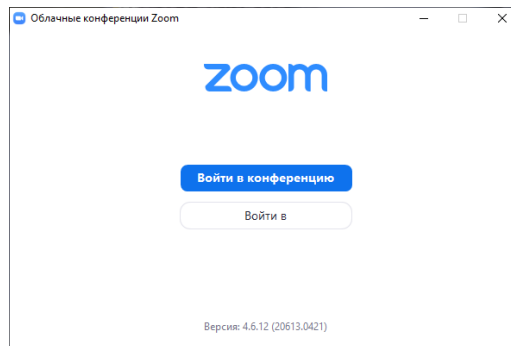 Облачные конференции Zoom
zoom
Войти в конференцию
Войти в
Версия: 4.6.12 (20613.0421)